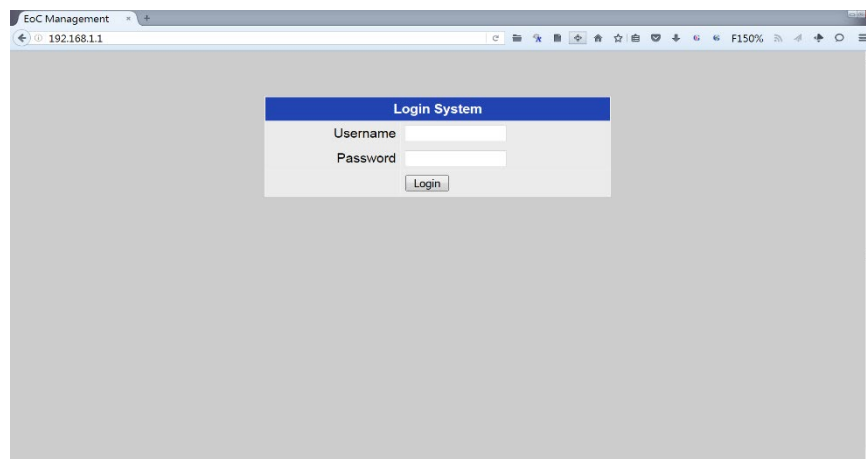 EoC Management
192.168.1.1
F150%
Login System
Username
Password
Login